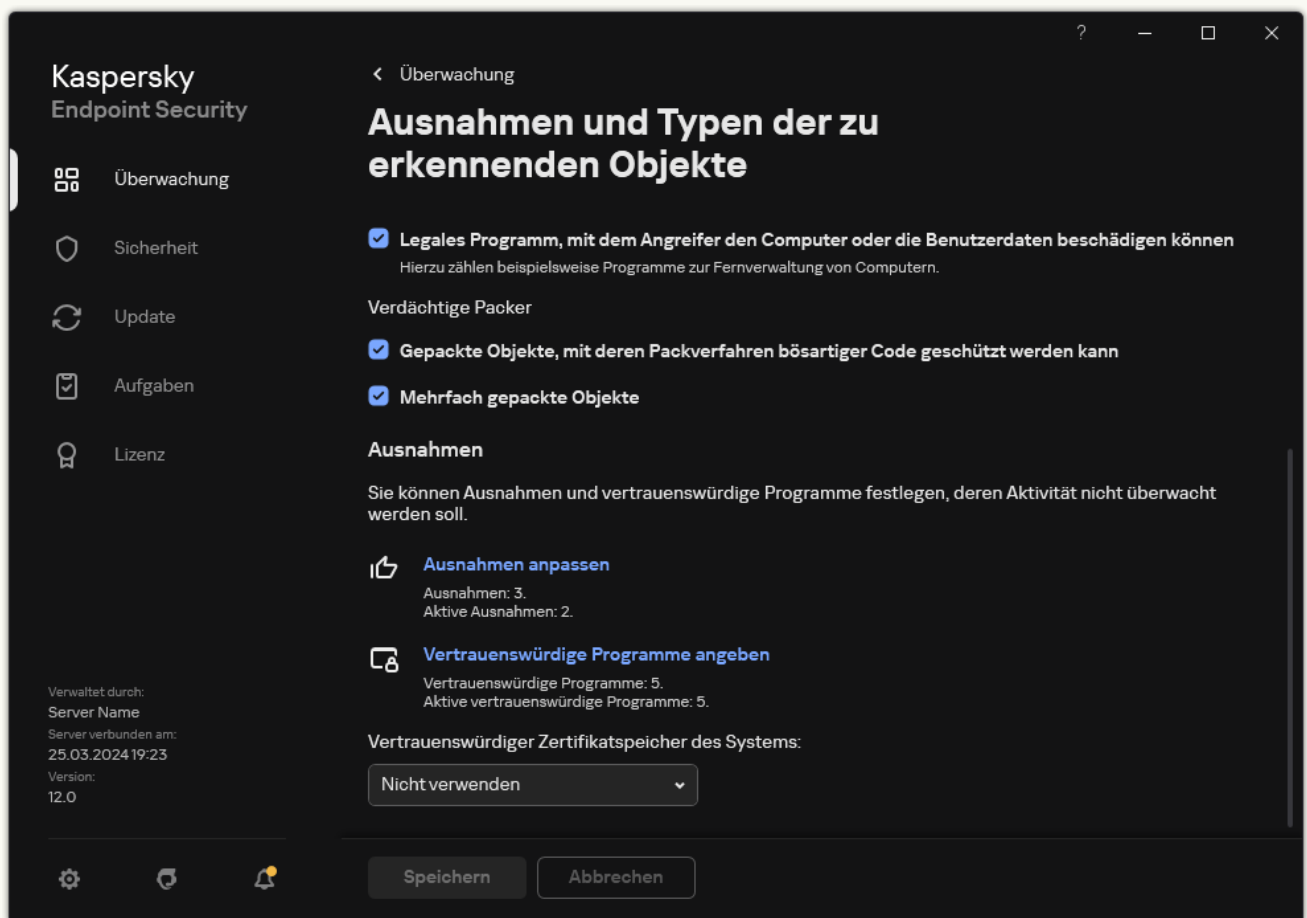 ?
Kaspersky
Endpoint Security
Überwachung
Sicherheit
Update
Aufgaben
Lizenz
Verwaltet durch:
Server Name
Server verbunden am:
25.03.2024 19:23
Version:
12.0
Überwachung
Ausnahmen und Typen der zu
erkennenden Objekte
Legales Programm, mit dem Angreifer den Computer oder die Benutzerdaten beschädigen können
Hierzu zählen beispielsweise Programme zur Fernverwaltung von Computern.
Verdächtige Packer
Gepackte Objekte, mit deren Packverfahren bösartiger Code geschützt werden kann
Mehrfach gepackte Objekte
Ausnahmen
Sie können Ausnahmen und vertrauenswürdige Programme festlegen, deren Aktivität nicht überwacht
werden soll.
Ausnahmen anpassen
Ausnahmen: 3.
Aktive Ausnahmen: 2.
Vertrauenswürdige Programme angeben
Vertrauenswürdige Programme: 5.
Aktive vertrauenswürdige Programme: 5.
Vertrauenswürdiger Zertifikatspeicher des Systems:
Nicht verwenden
Speichern
Abbrechen